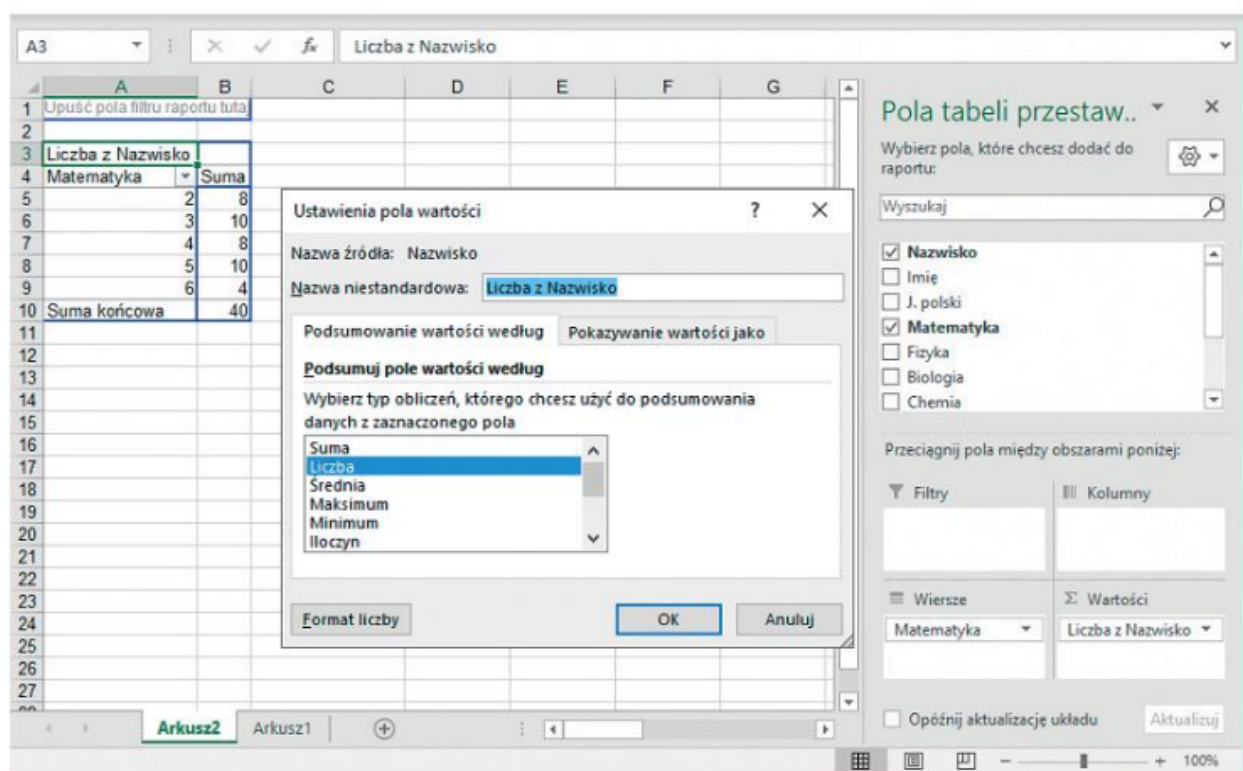 A3 fx Liczba z Nazwisko
A B C D E F G
1 Upuść pola filtru raportu tutaj
2
3 Liczba z Nazwisko
4 Matematyka Suma
5 2 8
6 3 10
7 4 8
8 5 10
9 6 4
10 Suma końcowa 40
11
12
13
14
15
16
17
18
19
20
21
22
23
24
25
26
27
Arkusz2 Arkusz1
Ustawienia pola wartości ? ×
Nazwa źródła: Nazwisko
Nazwa niestandardowa: Liczba z Nazwisko
Podsumowanie wartości według Pokazywanie wartości jako
Podsumuj pole wartości według
Wybierz typ obliczeń, którego chcesz użyć do podsumowania
danych z zaznaczonego pola
Suma
Liczba
Średnia
Maksimum
Minimum
Iloczyn
Format liczby OK Anuluj
Pola tabeli przestaw.. ×
Wybierz pola, które chcesz dodać do
raportu:
Wyszukaj
Nazwisko
Imię
J. polski
Matematyka
Fizyka
Biologia
Chemia
Przeciągnij pola między obszarami poniżej:
Filtry Kolumny
Wiersze Σ Wartości
Matematyka Liczba z Nazwisko
Opóźnij aktualizację układu Aktualizuj
- + 100%